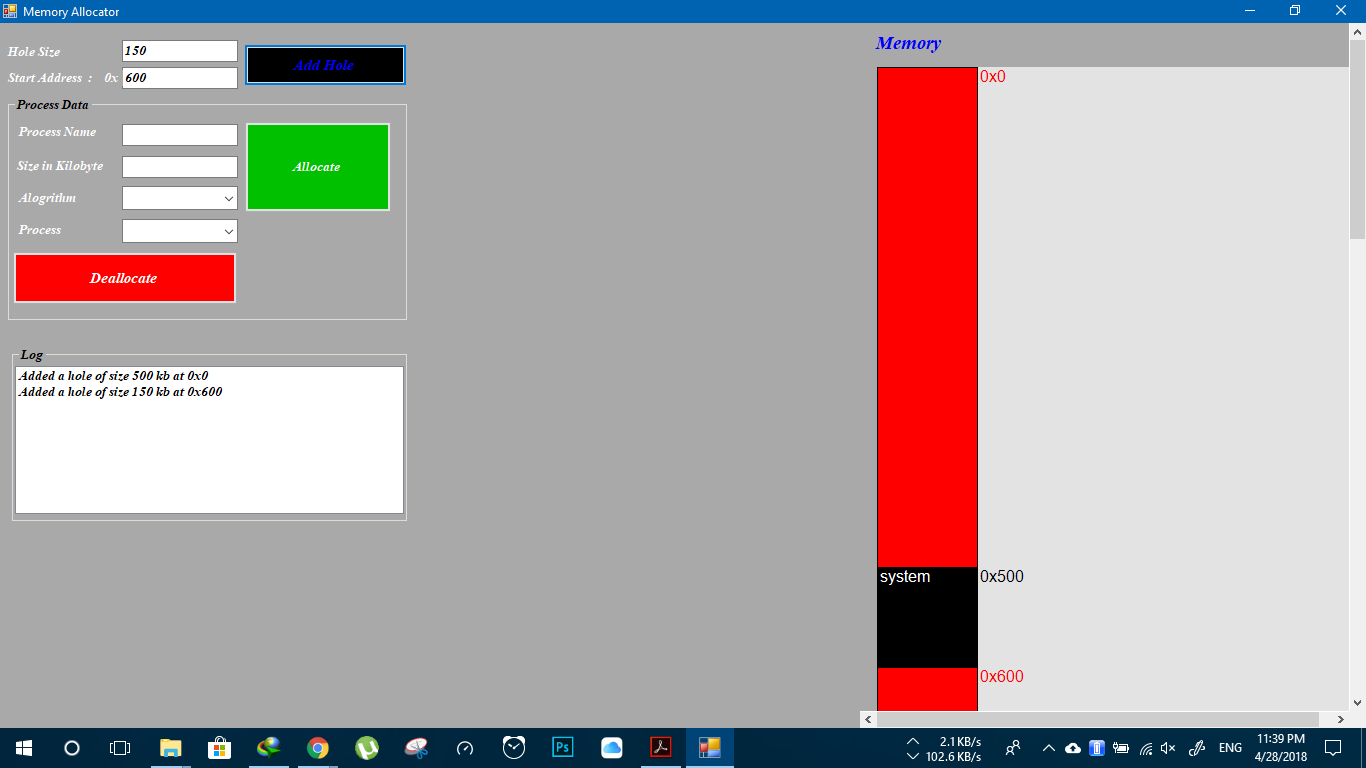 Memory Allocator
Hole Size
150
Add Hole
Start Address : 0x
600
Process Data
Process Name
Size in Kilobyte
Allocate
Alogrithm
Process
Deallocate
Log
Added a hole of size 500 kb at 0x0
Added a hole of size 150 kb at 0x600
Memory
0x0
system
0x500
0x600
Ps
2.1 KB/s
102.6 KB/s
ENG
11:39 PM
4/28/2018